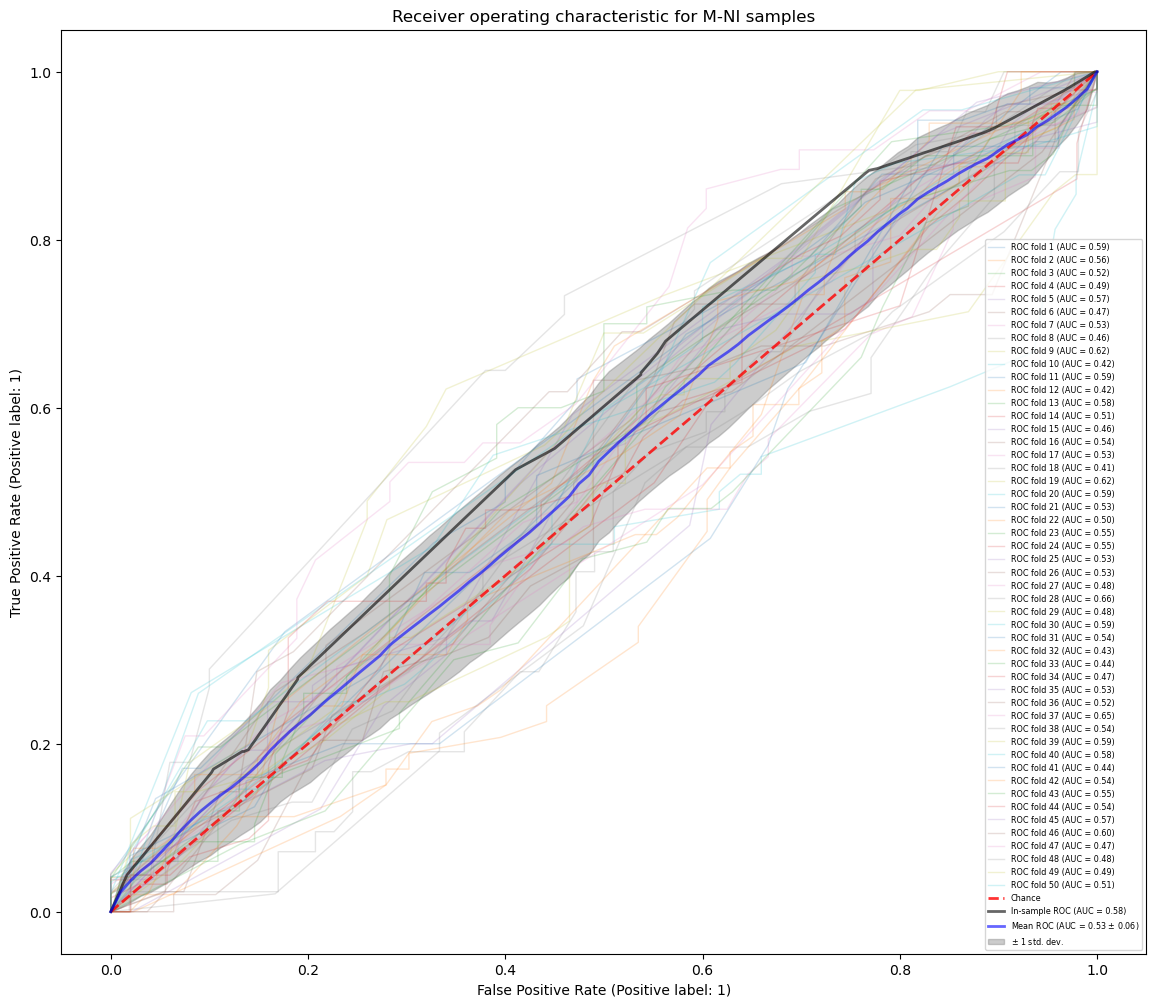 Receiver operating characteristic for M-NI samples
1.0
0.8
0.6
0.4
0.2
0.0
True Positive Rate (Positive label: 1)
0.0
0.2
0.4
0.6
0.8
1.0
False Positive Rate (Positive label: 1)
ROC fold 1 (AUC = 0.59)
ROC fold 2 (AUC = 0.56)
ROC fold 3 (AUC = 0.52)
ROC fold 4 (AUC = 0.49)
ROC fold 5 (AUC = 0.57)
ROC fold 6 (AUC = 0.47)
ROC fold 7 (AUC = 0.53)
ROC fold 8 (AUC = 0.46)
ROC fold 9 (AUC = 0.62)
ROC fold 10 (AUC = 0.42)
ROC fold 11 (AUC = 0.59)
ROC fold 12 (AUC = 0.42)
ROC fold 13 (AUC = 0.58)
ROC fold 14 (AUC = 0.51)
ROC fold 15 (AUC = 0.46)
ROC fold 16 (AUC = 0.54)
ROC fold 17 (AUC = 0.53)
ROC fold 18 (AUC = 0.41)
ROC fold 19 (AUC = 0.62)
ROC fold 20 (AUC = 0.59)
ROC fold 21 (AUC = 0.53)
ROC fold 22 (AUC = 0.50)
ROC fold 23 (AUC = 0.55)
ROC fold 24 (AUC = 0.55)
ROC fold 25 (AUC = 0.53)
ROC fold 26 (AUC = 0.53)
ROC fold 27 (AUC = 0.48)
ROC fold 28 (AUC = 0.66)
ROC fold 29 (AUC = 0.48)
ROC fold 30 (AUC = 0.59)
ROC fold 31 (AUC = 0.54)
ROC fold 32 (AUC = 0.43)
ROC fold 33 (AUC = 0.44)
ROC fold 34 (AUC = 0.47)
ROC fold 35 (AUC = 0.53)
ROC fold 36 (AUC = 0.52)
ROC fold 37 (AUC = 0.65)
ROC fold 38 (AUC = 0.54)
ROC fold 39 (AUC = 0.59)
ROC fold 40 (AUC = 0.58)
ROC fold 41 (AUC = 0.44)
ROC fold 42 (AUC = 0.54)
ROC fold 43 (AUC = 0.55)
ROC fold 44 (AUC = 0.54)
ROC fold 45 (AUC = 0.57)
ROC fold 46 (AUC = 0.60)
ROC fold 47 (AUC = 0.47)
ROC fold 48 (AUC = 0.48)
ROC fold 49 (AUC = 0.49)
ROC fold 50 (AUC = 0.51)
Chance
In-sample ROC (AUC = 0.58)
Mean ROC (AUC = 0.53 ± 0.06)
± 1 std. dev.